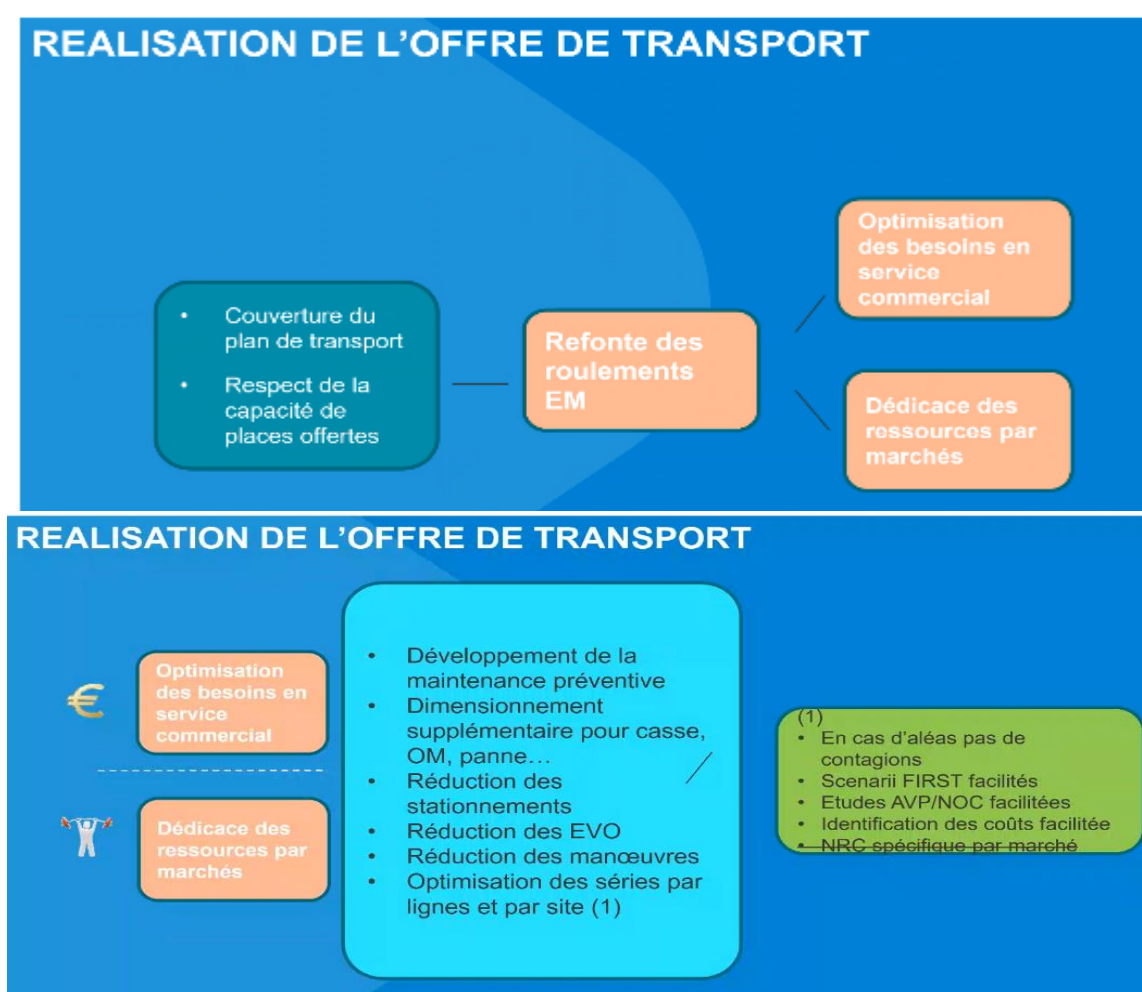 REALISATION DE L'OFFRE DE TRANSPORT
• Couverture du
plan de transport
• Respect de la
capacité de
places offertes
Refonte des
roulements
EM
Optimisation
des besoins en
service
commercial
Dédicace des
ressources par
marchés
REALISATION DE L'OFFRE DE TRANSPORT
€
Optimisation
des besoins en
service
commercial
Dédicace des
ressources par
marchés
• Développement de la
maintenance préventive
• Dimensionnement
supplémentaire pour casse,
OM, panne…
• Réduction des
stationnements
• Réduction des EVO
• Réduction des manœuvres
• Optimisation des séries par
lignes et par site (1)
(1)
• En cas d'aléas pas de
contagions
• Scenarii FIRST facilités
• Etudes AVP/NOC facilitées
• Identification des coûts facilitée
• NRC spécifique par marché